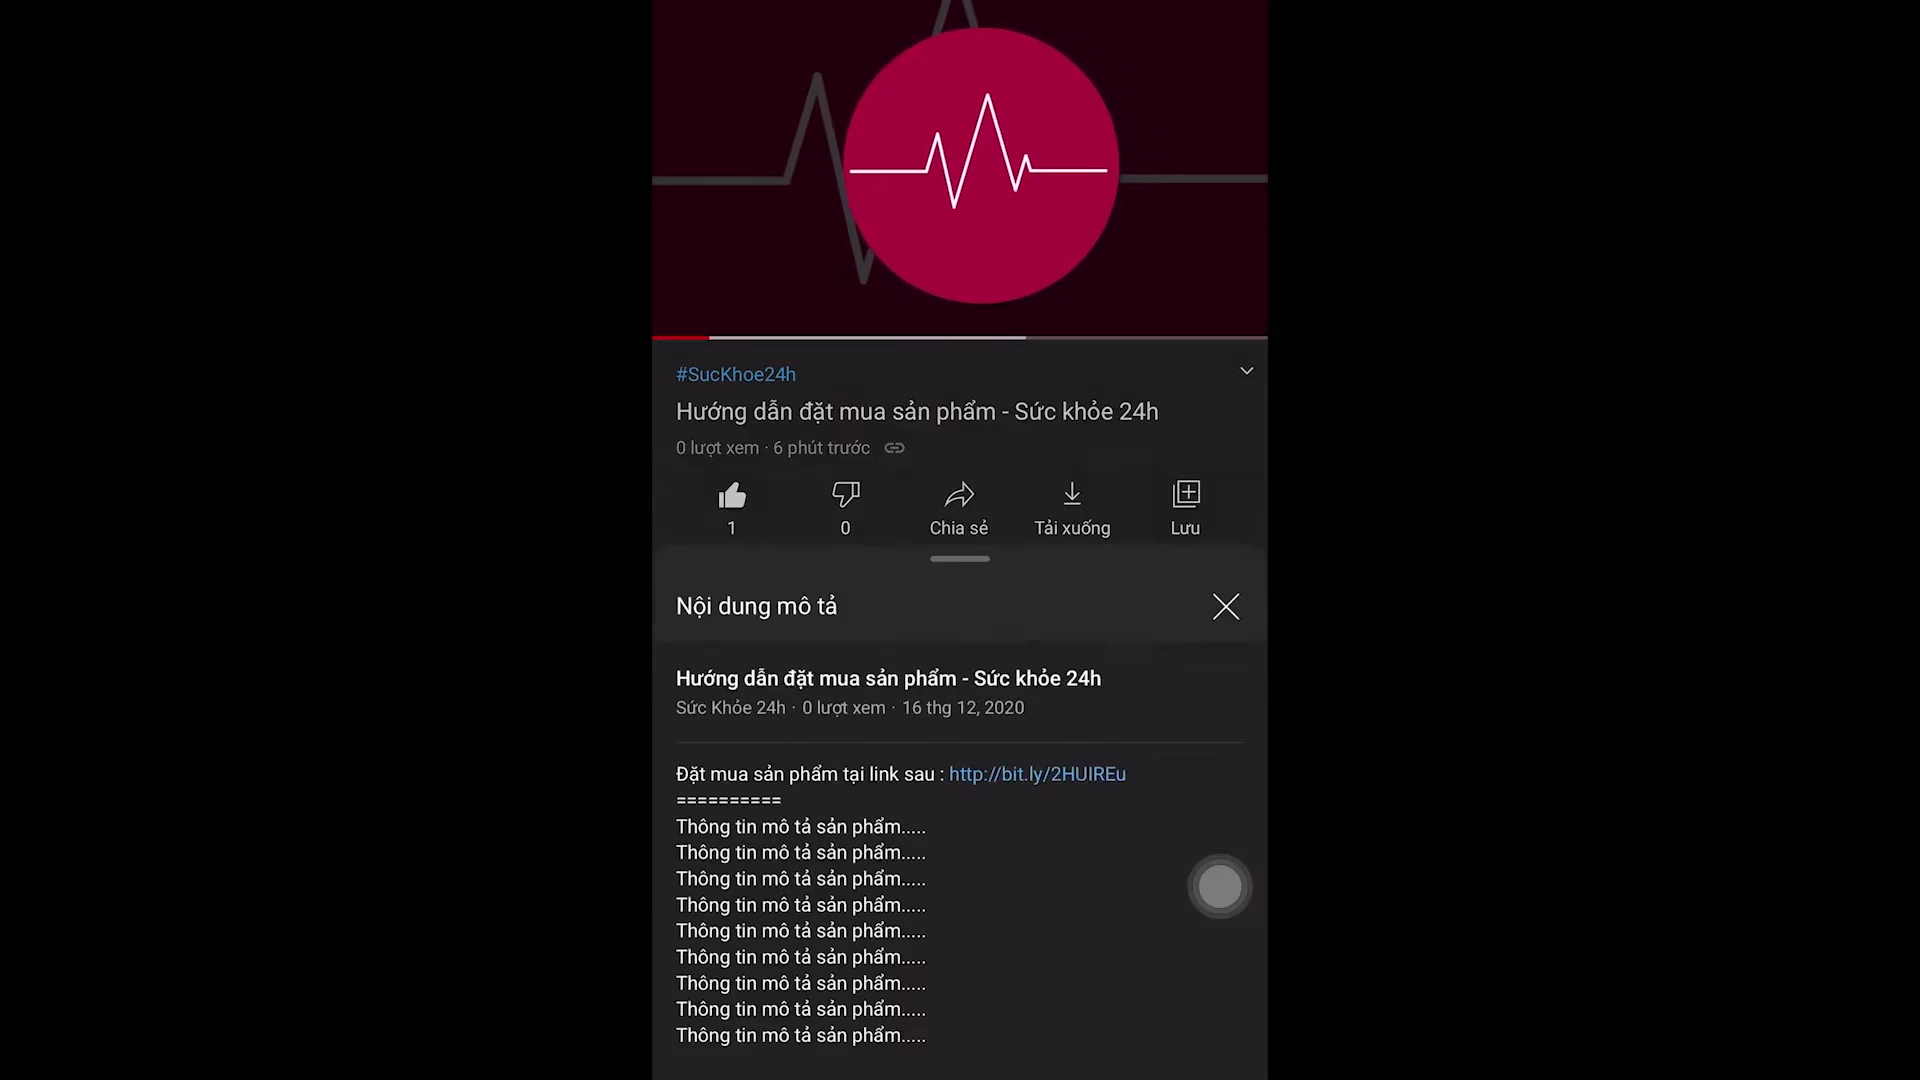 #SucKhoe24h
Hướng dẫn đặt mua sản phẩm - Sức khỏe 24h
0 lượt xem · 6 phút trước
1
0
Chia sẻ
Tải xuống
Lưu
Nội dung mô tả
Hướng dẫn đặt mua sản phẩm - Sức khỏe 24h
Sức Khỏe 24h · 0 lượt xem · 16 thg 12, 2020
Đặt mua sản phẩm tại link sau : http://bit.ly/2HUIREu
==========
Thông tin mô tả sản phẩm.....
Thông tin mô tả sản phẩm.....
Thông tin mô tả sản phẩm.....
Thông tin mô tả sản phẩm.....
Thông tin mô tả sản phẩm.....
Thông tin mô tả sản phẩm.....
Thông tin mô tả sản phẩm.....
Thông tin mô tả sản phẩm.....
Thông tin mô tả sản phẩm.....